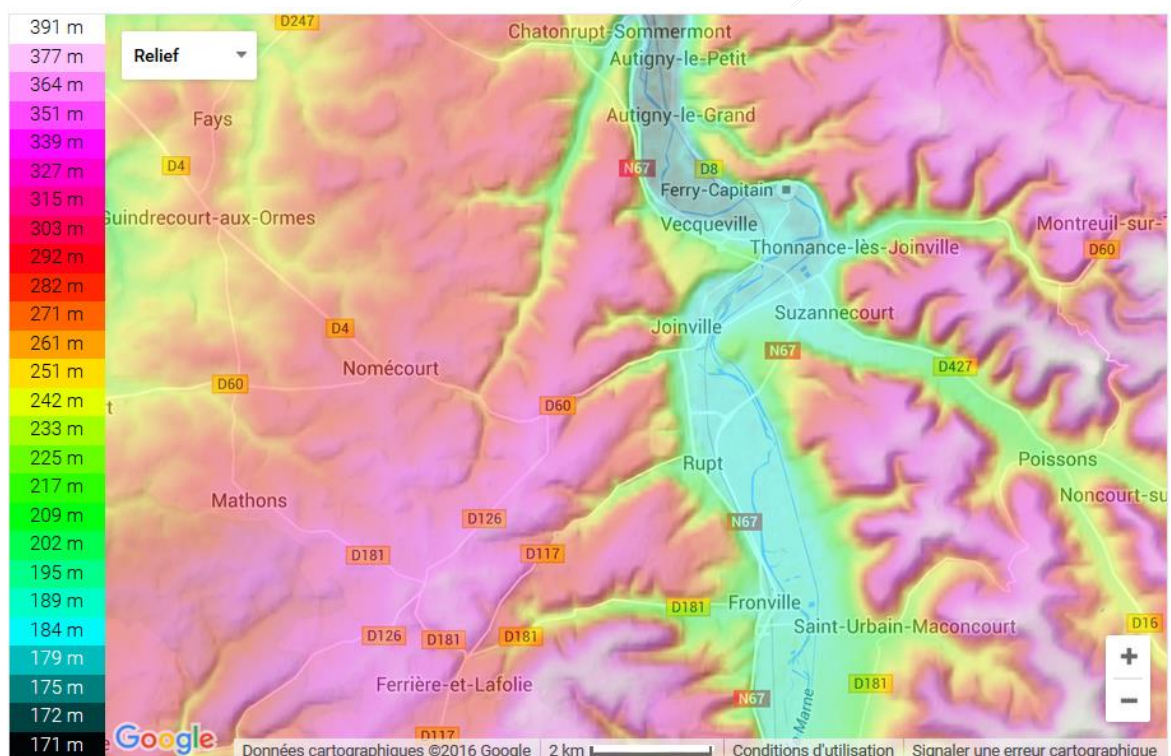 391 m
377 m
364 m
351 m
339 m
327 m
315 m
303 m
292 m
282 m
271 m
261 m
251 m
242 m
233 m
225 m
217 m
209 m
202 m
195 m
189 m
184 m
179 m
175 m
172 m
171 m
Relief
D247
Chatonrupt-Sommermont
Autigny-le-Petit
Fays
Autigny-le-Grand
D4
N67
D8
Ferry-Capitain
Guindrecourt-aux-Ormes
Vecqueville
Montreuil-sur-
Thonnance-lès-Joinville
D60
Suzannecourt
D4
Joinville
N67
Nomécourt
D427
D60
t
D60
Rupt
Poissons
Mathons
Noncourt-su
D126
N67
D181
D117
Fronville
D181
Saint-Urbain-Maconcourt
D16
D126
D181
D181
+
Ferrière-et-Lafolie
D181
−
N67
Marne
D117
e
Google
Données cartographiques ©2016 Google
2 km
Conditions d'utilisation
Signaler une erreur cartographique